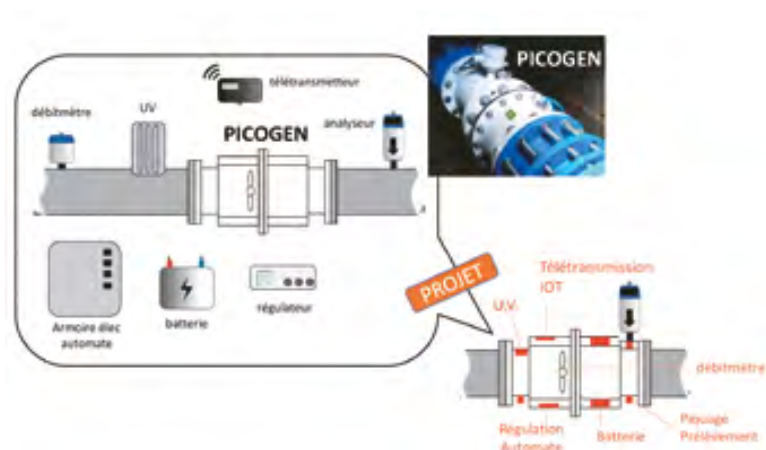 PICOGEN
télétransmetteur
UV
débitmètre
PICOGEN
analyseur
Armoire élec
automate
batterie
régulateur
PROJET
Télétransmission
IOT
U.V.
débitmètre
Régulation
Automate
Batterie
Piquage
Prélèvement